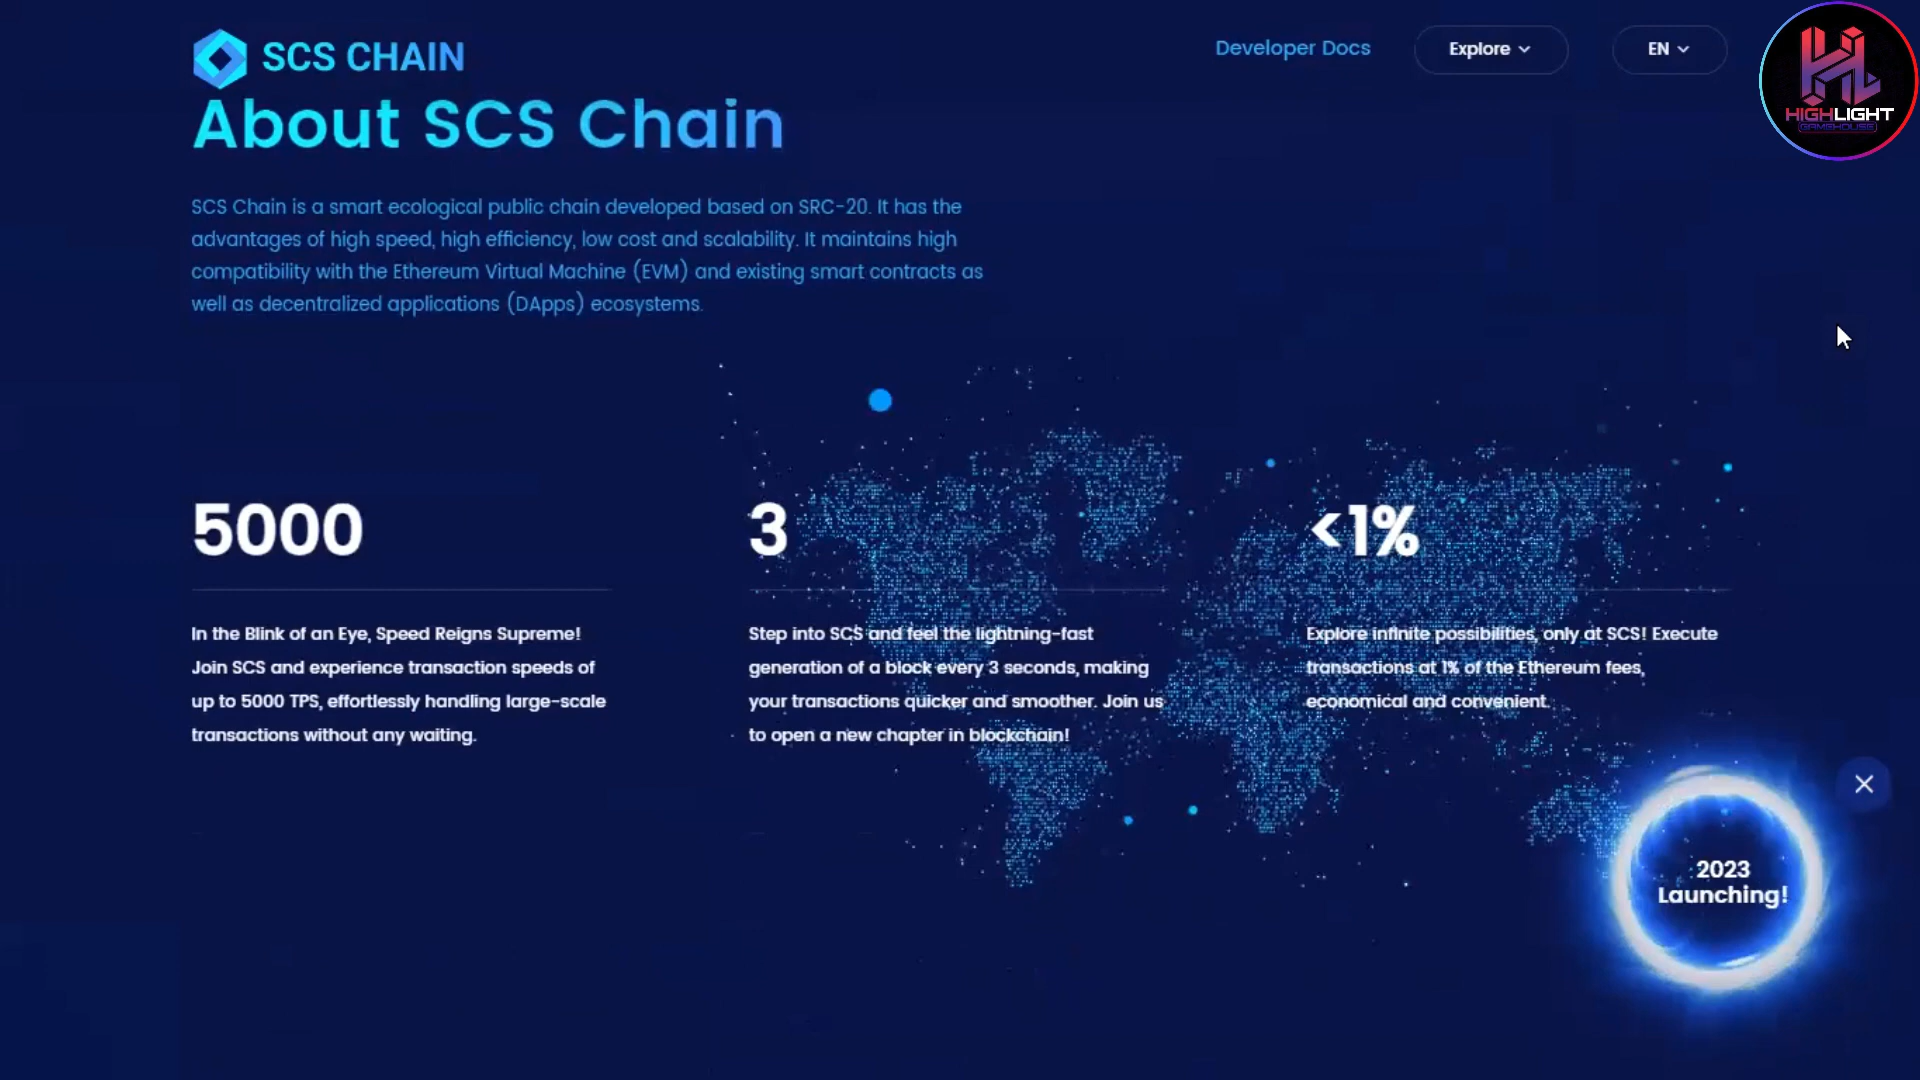 SCS CHAIN
Developer Docs
Explore
EN
HIGHLIGHT
GAMEHOUSE
About SCS Chain
SCS Chain is a smart ecological public chain developed based on SRC-20. It has the
advantages of high speed, high efficiency, low cost and scalability. It maintains high
compatibility with the Ethereum Virtual Machine (EVM) and existing smart contracts as
well as decentralized applications (DApps) ecosystems.
5000
In the Blink of an Eye, Speed Reigns Supreme!
Join SCS and experience transaction speeds of
up to 5000 TPS, effortlessly handling large-scale
transactions without any waiting.
3
Step into SCS and feel the lightning-fast
generation of a block every 3 seconds, making
your transactions quicker and smoother. Join us
to open a new chapter in blockchain!
<1%
Explore infinite possibilities, only at SCS! Execute
transactions at 1% of the Ethereum fees,
economical and convenient.
2023
Launching!